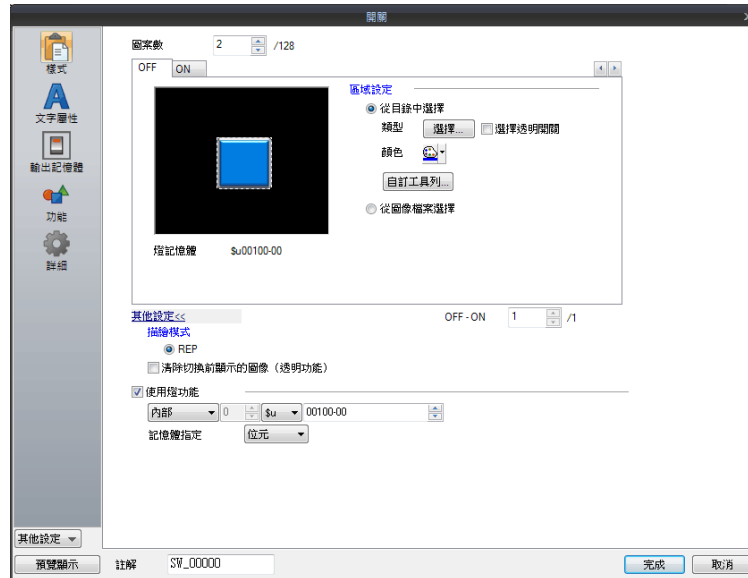 開關
樣式
文字屬性
輸出記憶體
功能
詳細
圖案數 2 /128
OFF ON
區域設定
從目錄中選擇
類型 選擇... 選擇透明開關
顏色
自訂工具列...
從圖像檔案選擇
燈記憶體 $u00100-00
其他設定<< OFF - ON 1 /1
描繪模式
REP
清除切換前顯示的圖像（透明功能）
使用燈功能
內部 0 $u 00100-00
記憶體指定 位元
其他設定
預覽顯示 註解 SW_00000 完成 取消